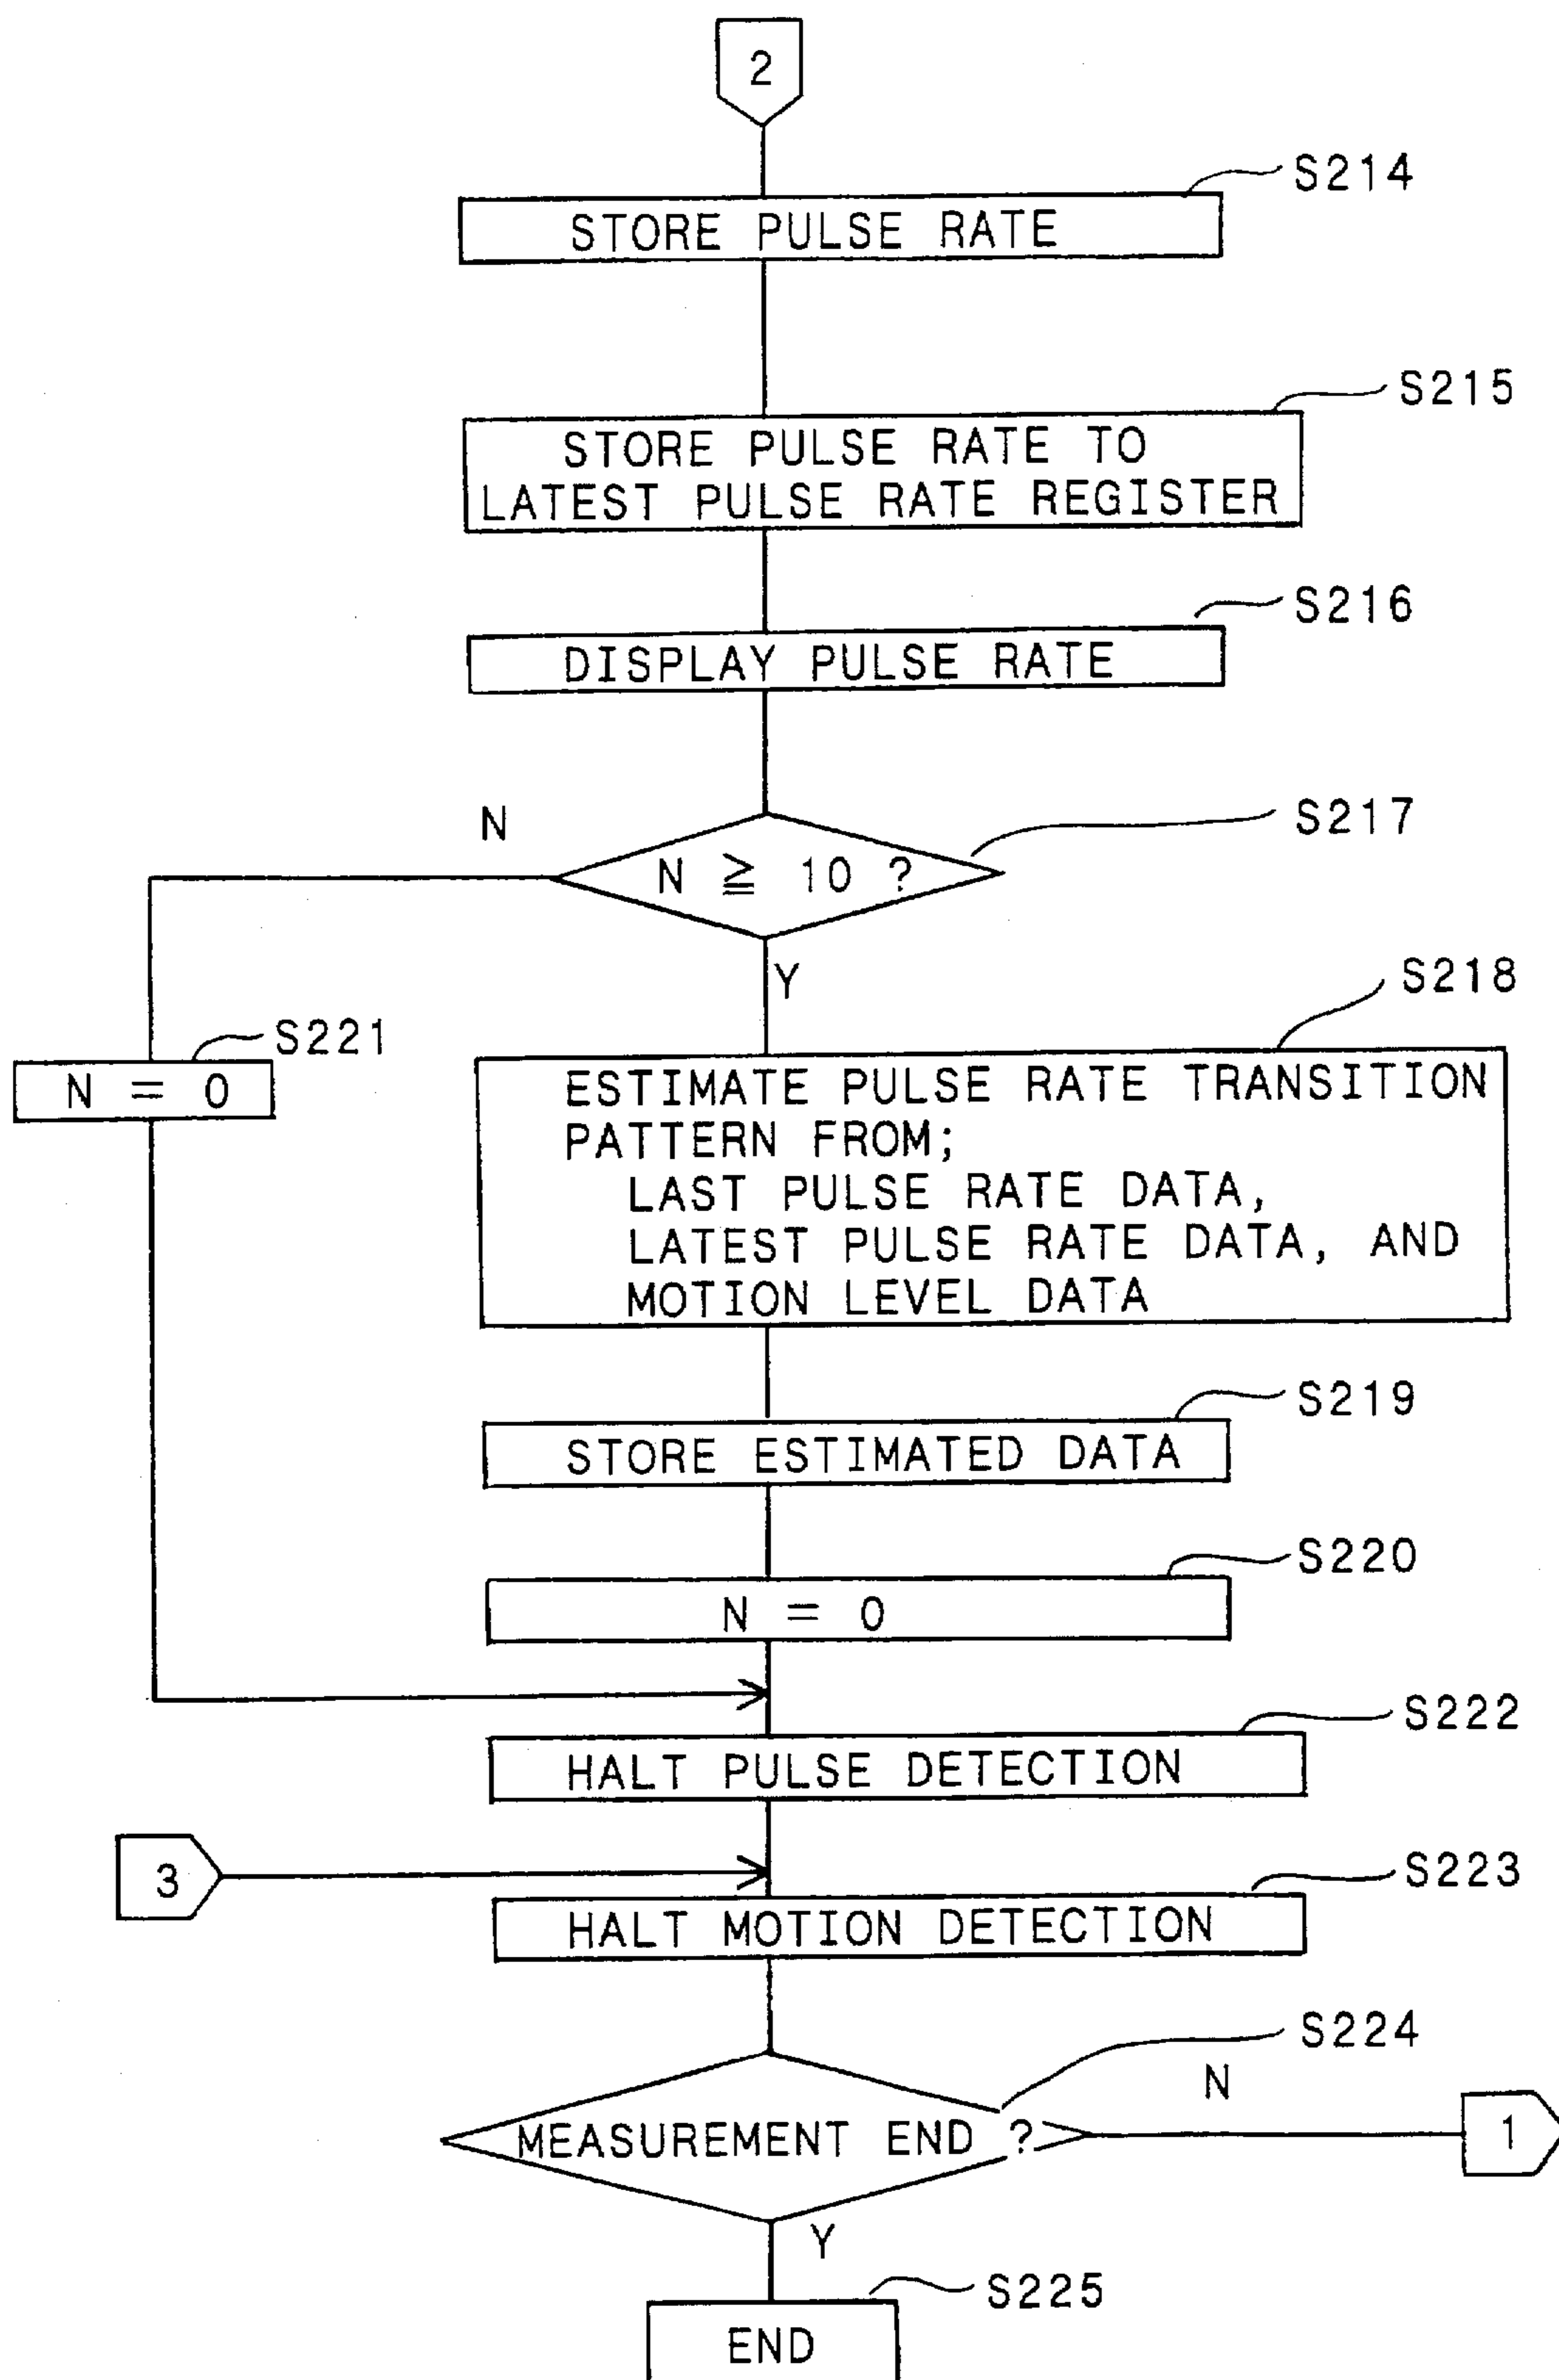 2
S214
STORE PULSE RATE
S215
STORE PULSE RATE TO
LATEST PULSE RATE REGISTER
S216
DISPLAY PULSE RATE
S217
N
N ≧ 10 ?
Y
S218
S221
N = 0
ESTIMATE PULSE RATE TRANSITION
PATTERN FROM;
LAST PULSE RATE DATA,
LATEST PULSE RATE DATA, AND
MOTION LEVEL DATA
S219
STORE ESTIMATED DATA
S220
N = 0
S222
HALT PULSE DETECTION
3
S223
HALT MOTION DETECTION
S224
N
MEASUREMENT END ?
1
Y
S225
END